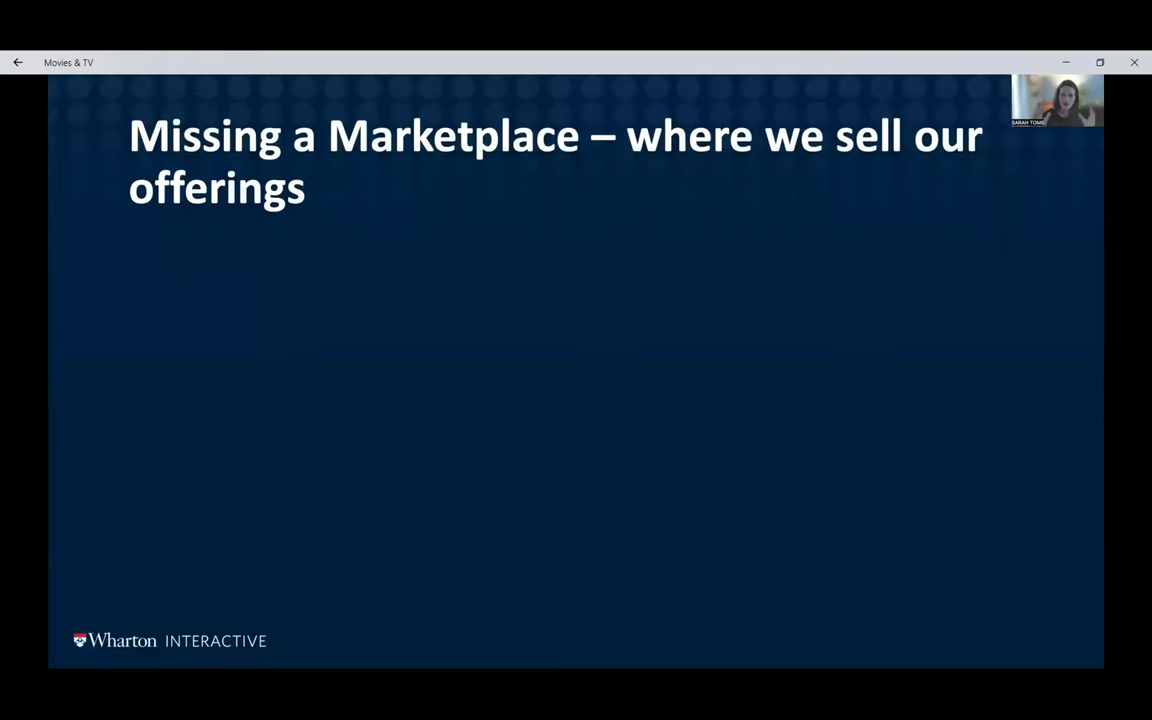 Movies & TV
SARAH TOMS
Missing a Marketplace – where we sell our
offerings
Wharton INTERACTIVE